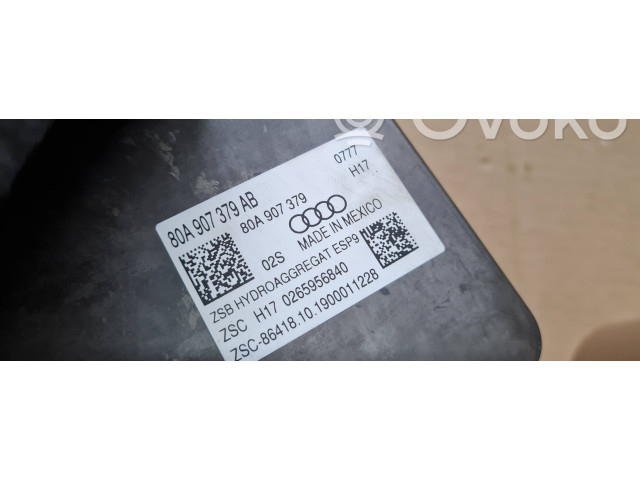 Ovoko
0777
H17
80A 907 379 AB
80A 907 379
02S
MADE IN MEXICO
ZSB HYDROAGGREGAT ESP9
ZSC H17 0265956840
ZSC-86418.10.1900011228